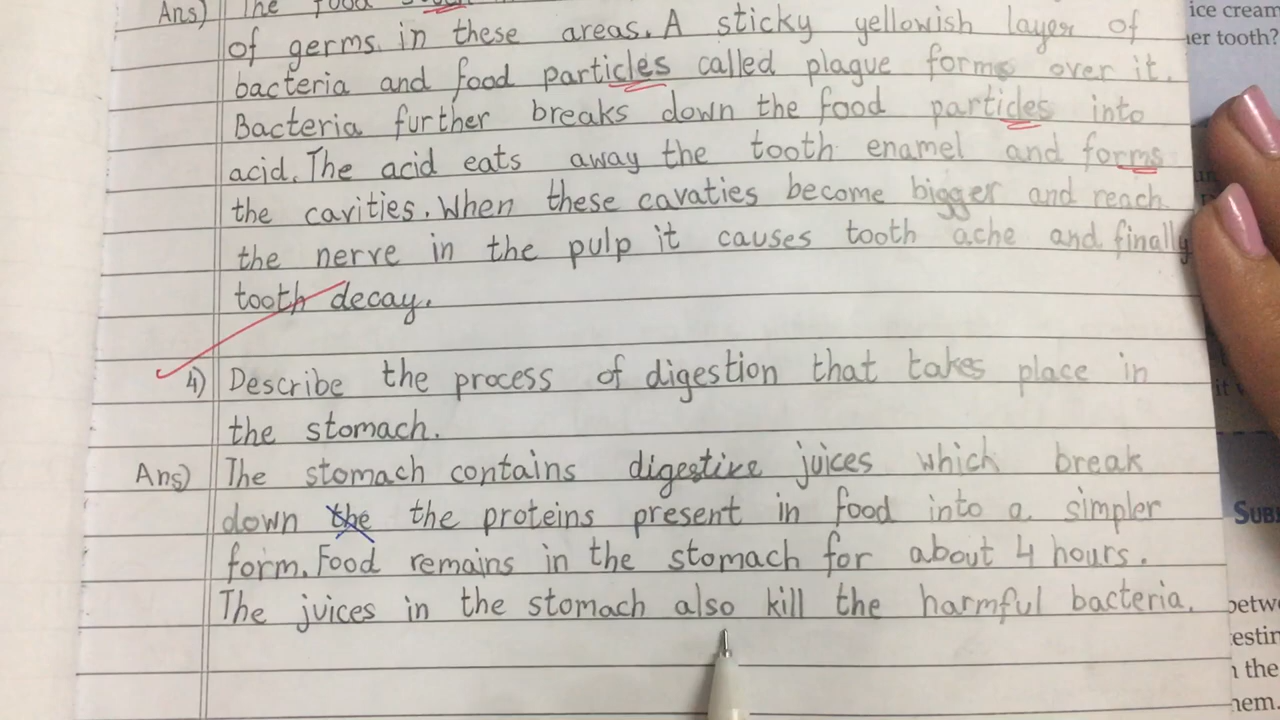 Ans) The food
of germs. in these areas. A sticky yellowish layer of
bacteria and food particles called plague forms over it.
Bacteria further breaks down the food particles into
acid. The acid eats away the tooth enamel and forms
the cavities. When these cavaties become bigger and reach
the nerve in the pulp it causes tooth ache and finally
tooth decay.
4) Describe the process of digestion that takes place in
the stomach.
Ans) The stomach contains digestive juices which break
down the the proteins present in food into a simpler
form. Food remains in the stomach for about 4 hours.
The juices in the stomach also kill the harmful bacteria.
ice cream
tooth?
the